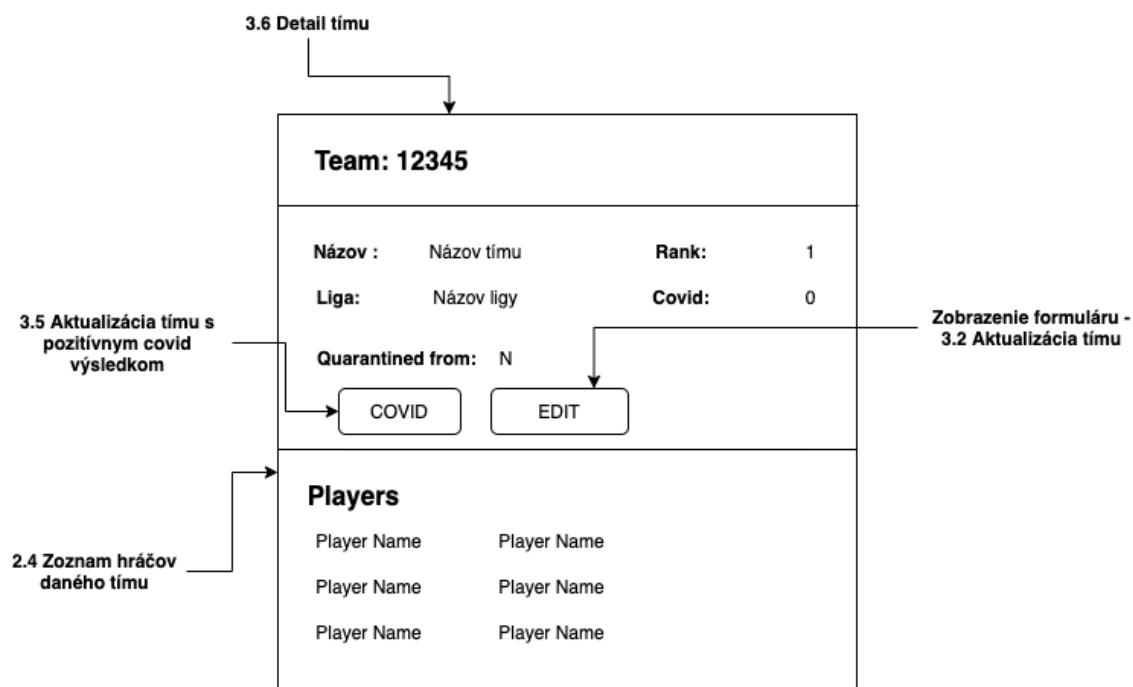 3.6 Detail tímu
Team: 12345
Názov : Názov tímu Rank: 1
Liga: Názov ligy Covid: 0
3.5 Aktualizácia tímu s
pozitívnym covid
výsledkom
Zobrazenie formuláru -
3.2 Aktualizácia tímu
Quarantined from: N
COVID EDIT
Players
Player Name Player Name
2.4 Zoznam hráčov
daného tímu
Player Name Player Name
Player Name Player Name